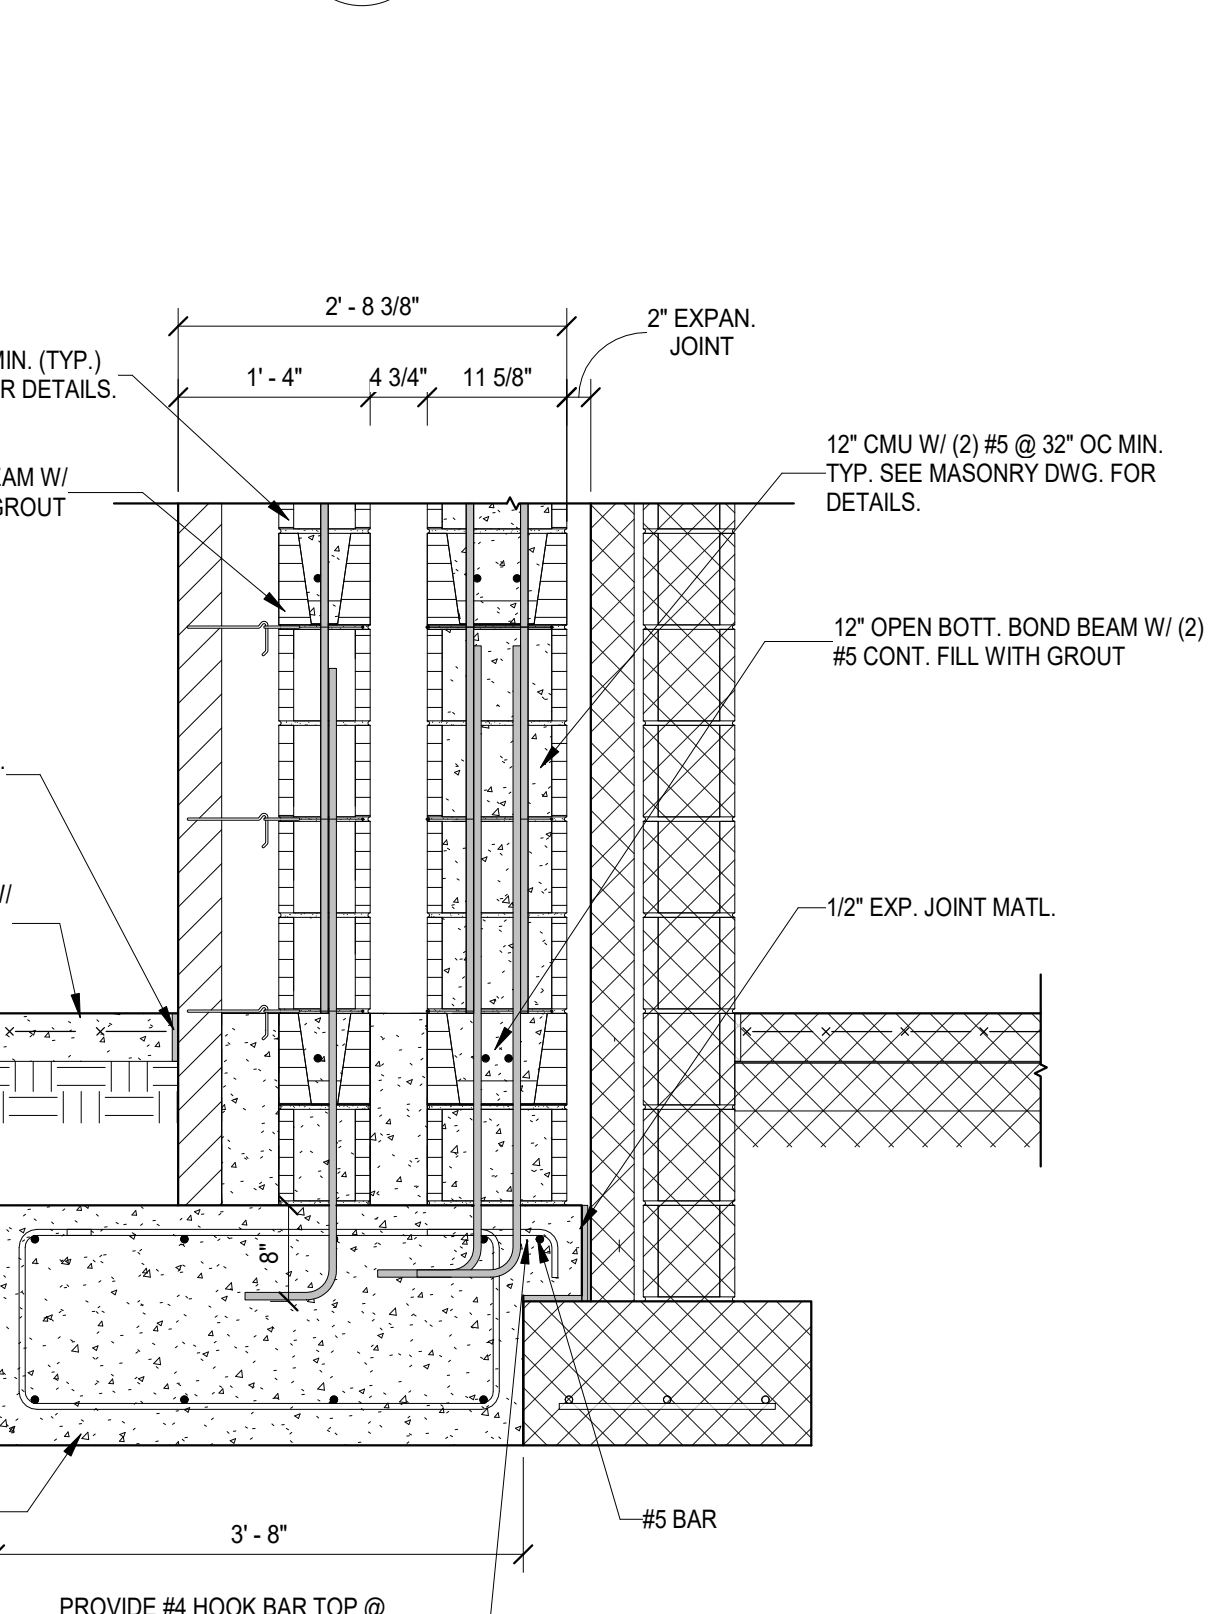 2' - 8 3/8"
2" EXPAN.
JOINT
MIN. (TYP.)
R DETAILS.
1' - 4"
4 3/4"
11 5/8"
12" CMU W/ (2) #5 @ 32" OC MIN.
TYP. SEE MASONRY DWG. FOR
DETAILS.
EAM W/
GROUT
12" OPEN BOTT. BOND BEAM W/ (2)
#5 CONT. FILL WITH GROUT
W/
1/2" EXP. JOINT MATL.
8"
#5 BAR
3' - 8"
PROVIDE #4 HOOK BAR TOP @